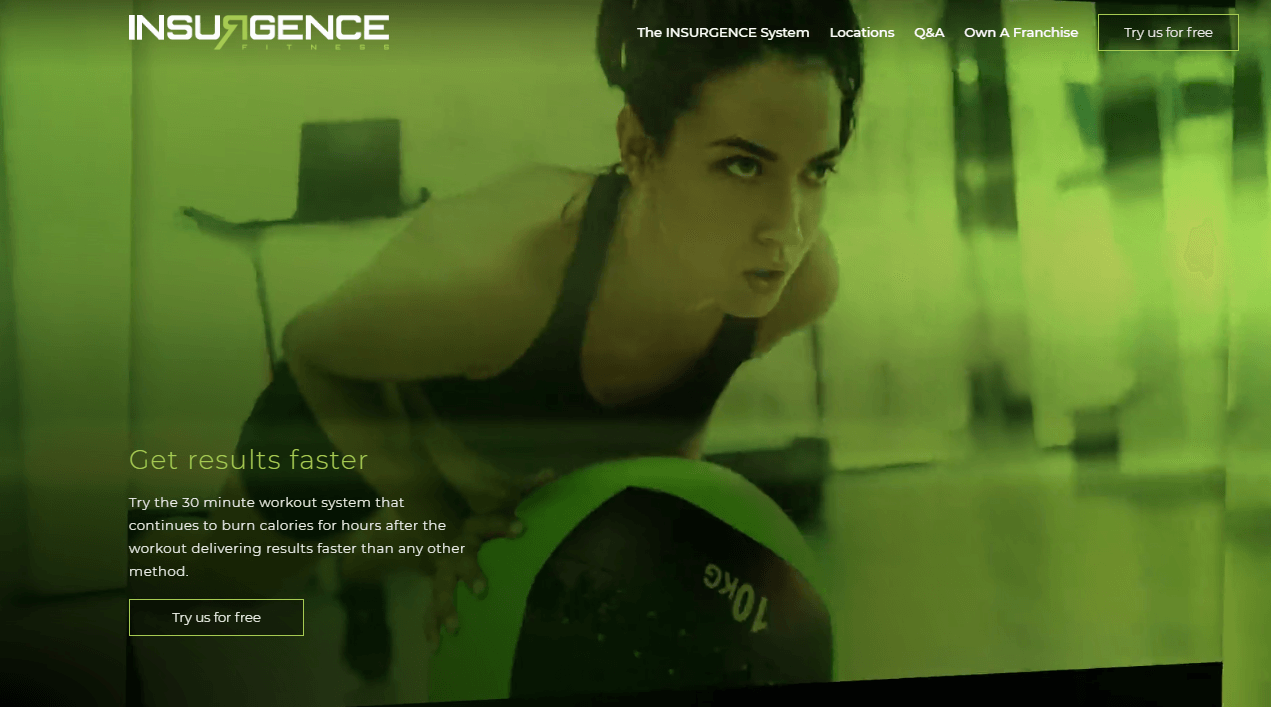 INSURGENCE
FITNESS
The INSURGENCE System
Locations
Q&A
Own A Franchise
Try us for free
Get results faster
Try the 30 minute workout system that
continues to burn calories for hours after the
workout delivering results faster than any other
method.
Try us for free
10KG